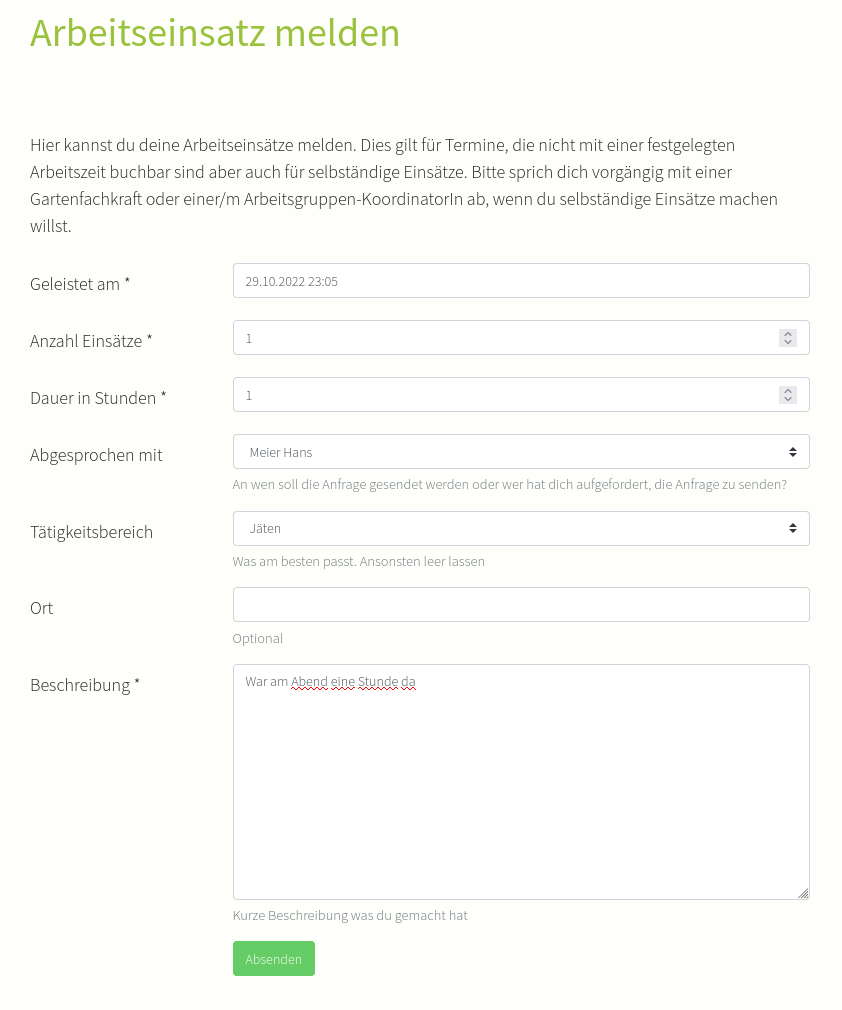 Arbeitseinsatz melden
Hier kannst du deine Arbeitseinsätze melden. Dies gilt für Termine, die nicht mit einer festgelegten
Arbeitszeit buchbar sind aber auch für selbständige Einsätze. Bitte sprich dich vorgängig mit einer
Gartenfachkraft oder einer/m Arbeitsgruppen-KoordinatorIn ab, wenn du selbständige Einsätze machen
willst.
Geleistet am * 29.10.2022 23:05
Anzahl Einsätze * 1
Dauer in Stunden * 1
Abgesprochen mit Meier Hans
An wen soll die Anfrage gesendet werden oder wer hat dich aufgefordert, die Anfrage zu senden?
Tätigkeitsbereich Jäten
Was am besten passt. Ansonsten leer lassen
Ort
Optional
Beschreibung * War am Abend eine Stunde da
Kurze Beschreibung was du gemacht hat
Absenden